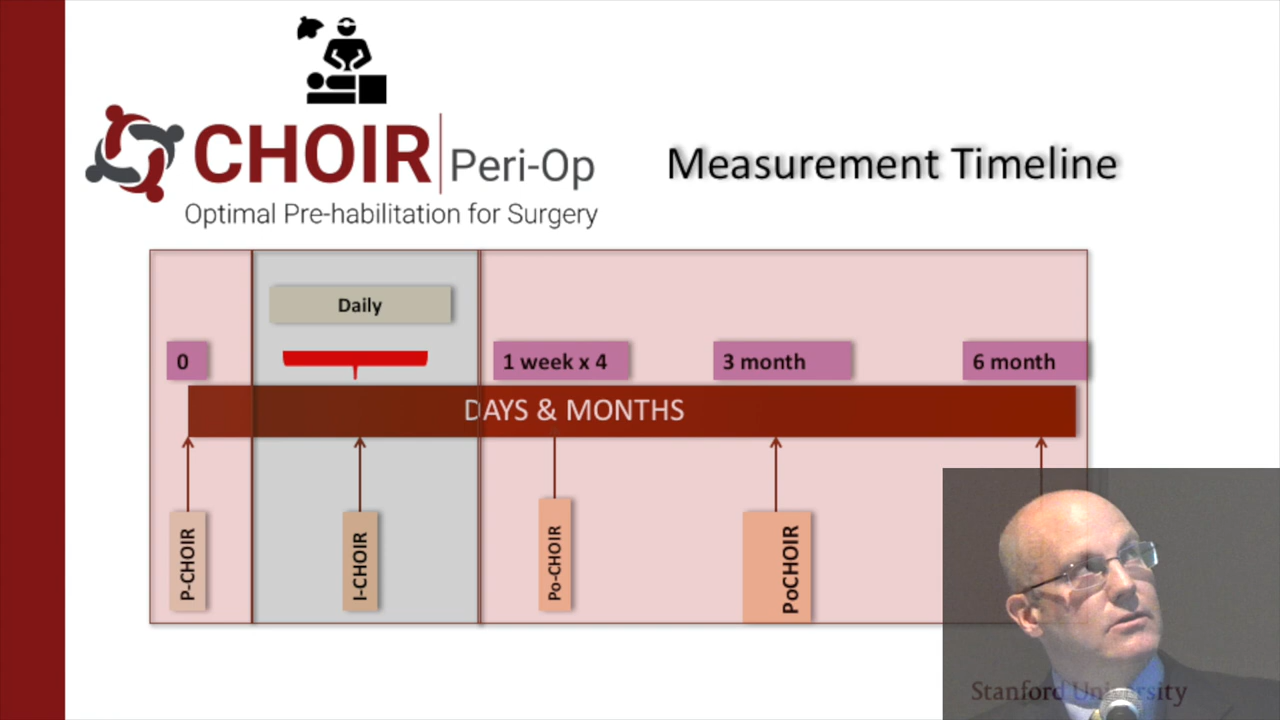 CHOIR Peri-Op
Optimal Pre-habilitation for Surgery
Measurement Timeline
Daily
0
1 week x 4
3 month
6 month
DAYS & MONTHS
P-CHOIR
I-CHOIR
Po-CHOIR
PoCHOIR
Stanford University